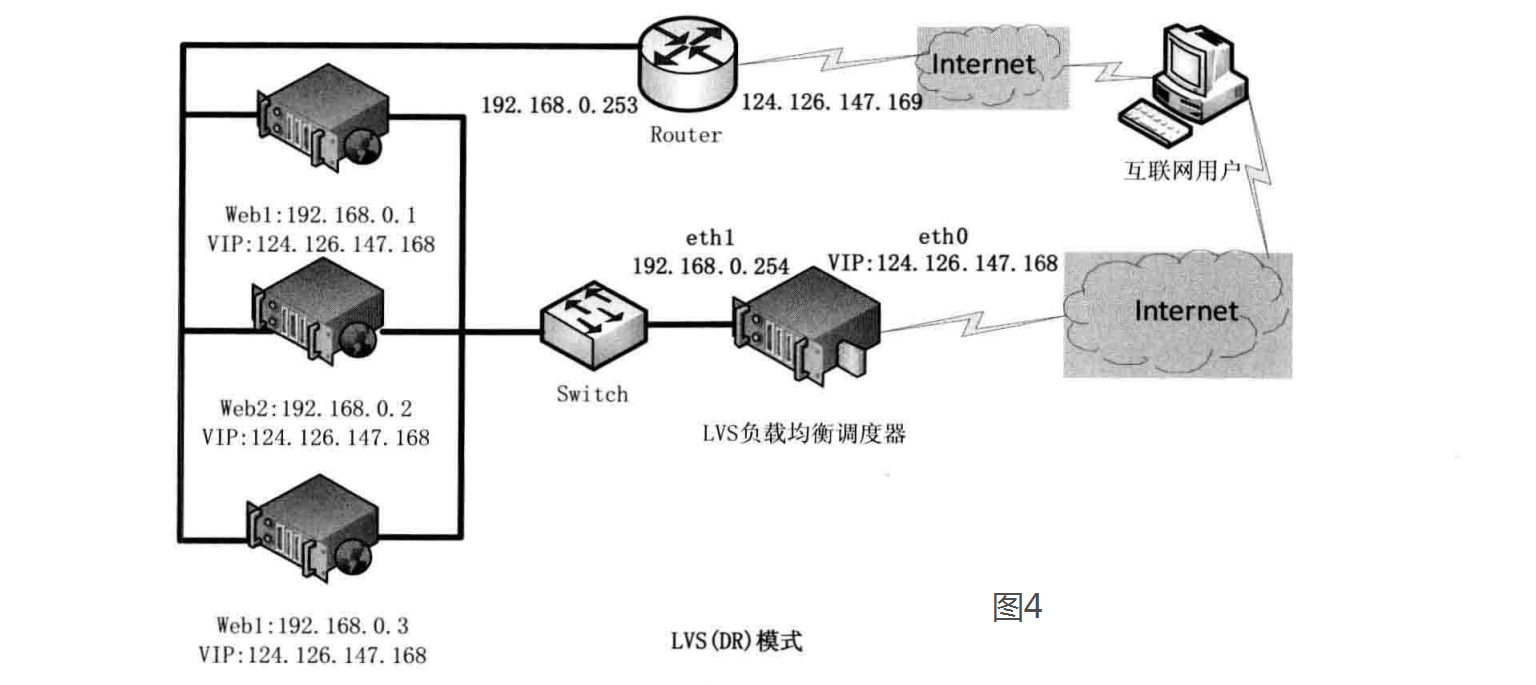 Internet
192.168.0.253
124.126.147.169
Router
互联网用户
Web1:192.168.0.1
VIP:124.126.147.168
eth1
192.168.0.254
eth0
VIP:124.126.147.168
Internet
Switch
Web2:192.168.0.2
VIP:124.126.147.168
LVS负载均衡调度器
Web1:192.168.0.3
VIP:124.126.147.168
LVS(DR)模式
图4